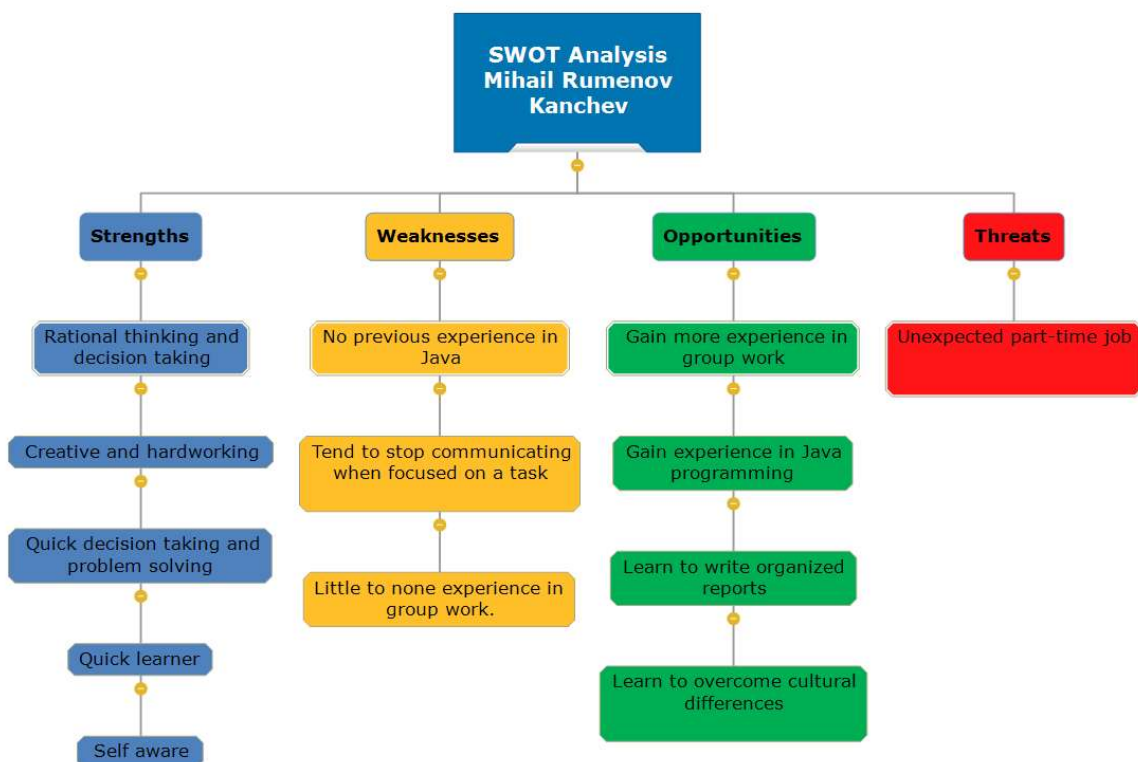 SWOT Analysis
Mihail Rumenov
Kanchev
Strengths
Weaknesses
Opportunities
Threats
Rational thinking and
decision taking
Creative and hardworking
Quick decision taking and
problem solving
Quick learner
Self aware
No previous experience in
Java
Tend to stop communicating
when focused on a task
Little to none experience in
group work.
Gain more experience in
group work
Gain experience in Java
programming
Learn to write organized
reports
Learn to overcome cultural
differences
Unexpected part-time job